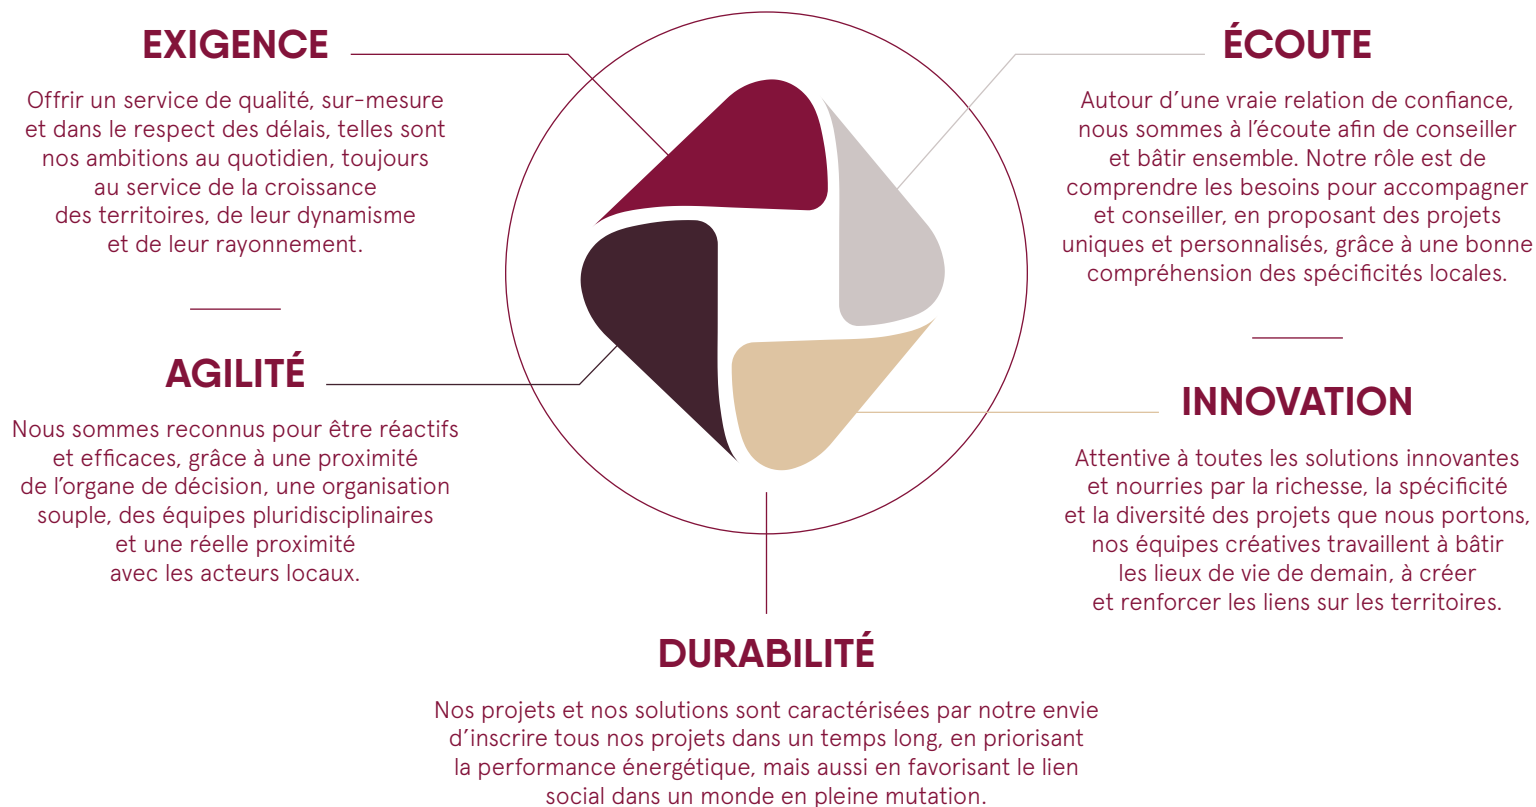 EXIGENCE
Offrir un service de qualité, sur-mesure
et dans le respect des délais, telles sont
nos ambitions au quotidien, toujours
au service de la croissance
des territoires, de leur dynamisme
et de leur rayonnement.
AGILITÉ
Nous sommes reconnus pour être réactifs
et efficaces, grâce à une proximité
de l’organe de décision, une organisation
souple, des équipes pluridisciplinaires
et une réelle proximité
avec les acteurs locaux.
ÉCOUTE
Autour d’une vraie relation de confiance,
nous sommes à l’écoute afin de conseiller
et bâtir ensemble. Notre rôle est de
comprendre les besoins pour accompagner
et conseiller, en proposant des projets
uniques et personnalisés, grâce à une bonne
compréhension des spécificités locales.
INNOVATION
Attentive à toutes les solutions innovantes
et nourries par la richesse, la spécificité
et la diversité des projets que nous portons,
nos équipes créatives travaillent à bâtir
les lieux de vie de demain, à créer
et renforcer les liens sur les territoires.
DURABILITÉ
Nos projets et nos solutions sont caractérisées par notre envie
d’inscrire tous nos projets dans un temps long, en priorisant
la performance énergétique, mais aussi en favorisant le lien
social dans un monde en pleine mutation.